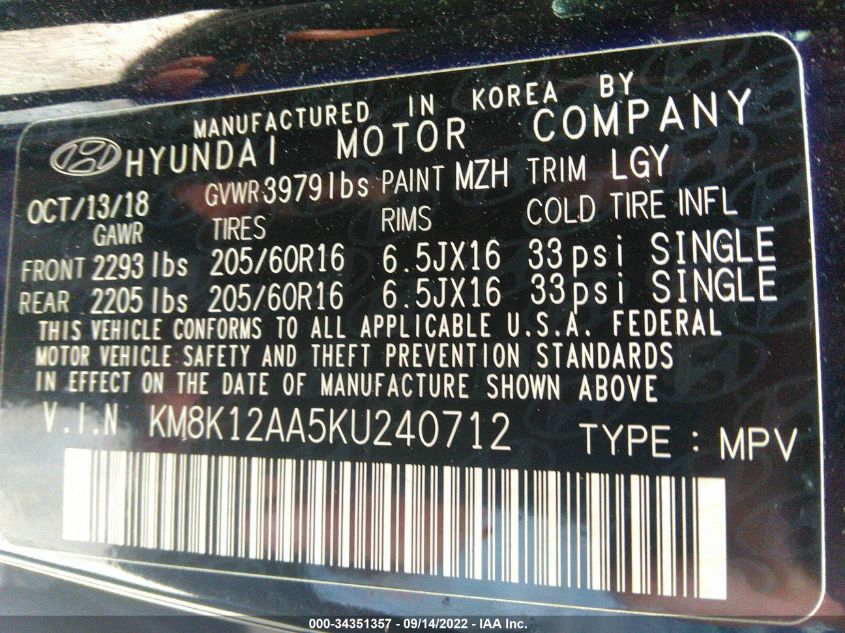 MANUFACTURED IN KOREA BY
HYUNDAI MOTOR COMPANY
OCT/13/18 GVWR 3979lbs PAINT MZH TRIM LGY
GAWR TIRES RIMS COLD TIRE INFL
FRONT 2293 lbs 205/60R16 6.5JX16 33psi SINGLE
REAR 2205 lbs 205/60R16 6.5JX16 33psi SINGLE
THIS VEHICLE CONFORMS TO ALL APPLICABLE U.S.A. FEDERAL
MOTOR VEHICLE SAFETY AND THEFT PREVENTION STANDARDS
IN EFFECT ON THE DATE OF MANUFACTURE SHOWN ABOVE
V.I.N KM8K12AA5KU240712 TYPE : MPV
000-34351357 - 09/14/2022 - IAA Inc.